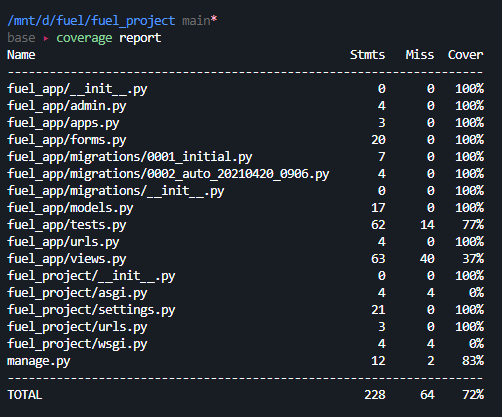 /mnt/d/fuel/fuel_project main*
base ▸ coverage report
Name Stmts Miss Cover
----------------------------------------------------------------
fuel_app/__init__.py 0 0 100%
fuel_app/admin.py 4 0 100%
fuel_app/apps.py 3 0 100%
fuel_app/forms.py 20 0 100%
fuel_app/migrations/0001_initial.py 7 0 100%
fuel_app/migrations/0002_auto_20210420_0906.py 4 0 100%
fuel_app/migrations/__init__.py 0 0 100%
fuel_app/models.py 17 0 100%
fuel_app/tests.py 62 14 77%
fuel_app/urls.py 4 0 100%
fuel_app/views.py 63 40 37%
fuel_project/__init__.py 0 0 100%
fuel_project/asgi.py 4 4 0%
fuel_project/settings.py 21 0 100%
fuel_project/urls.py 3 0 100%
fuel_project/wsgi.py 4 4 0%
manage.py 12 2 83%
----------------------------------------------------------------
TOTAL 228 64 72%